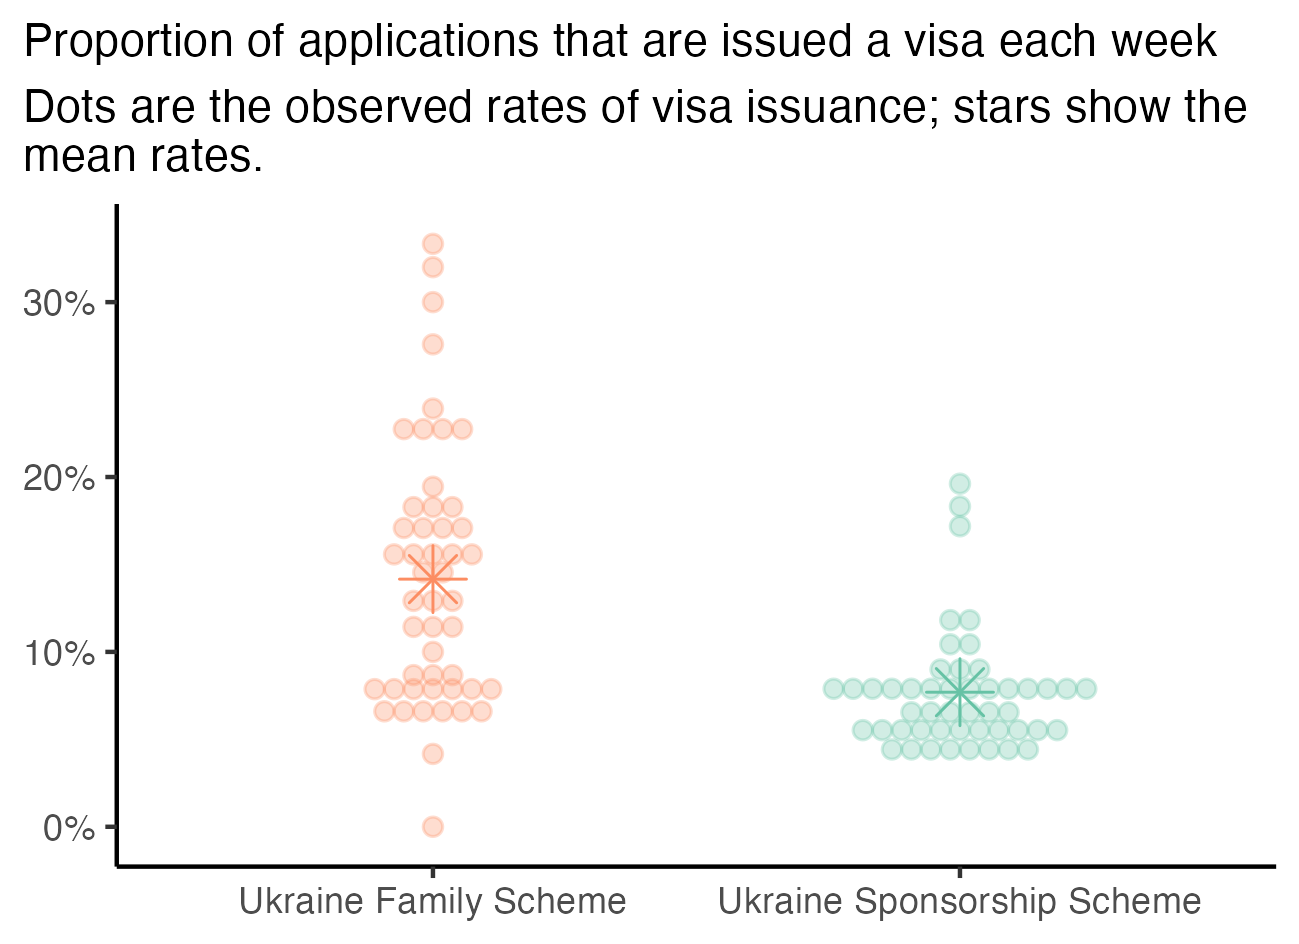 Proportion of applications that are issued a visa each week
Dots are the observed rates of visa issuance; stars show the
mean rates.
30%
20%
10%
0%
Ukraine Family Scheme
Ukraine Sponsorship Scheme